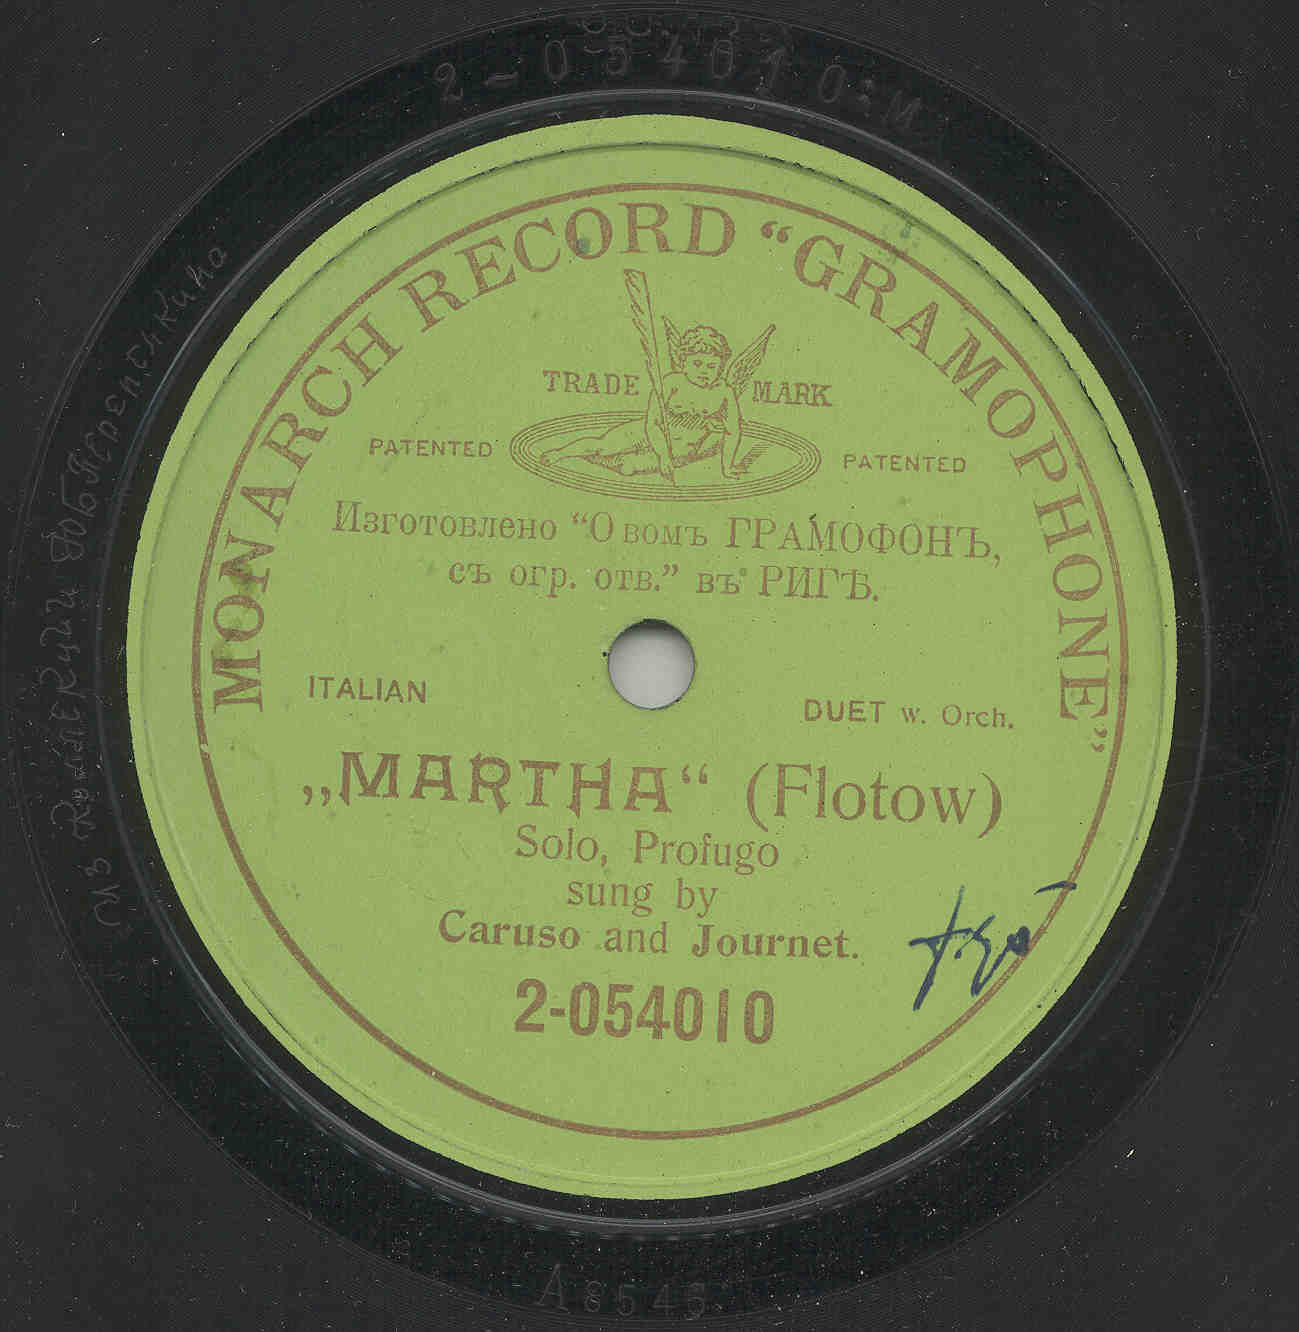 2-054010:M
MONARCH RECORD “GRAMOPHONE”
TRADE MARK
PATENTED PATENTED
Изготовлено “О вомъ ГРАМОФОНЪ,
съ огр. отв.” въ РИГѢ.
ITALIAN DUET w. Orch.
„MARTHA“ (Flotow)
Solo, Profugo
sung by
Caruso and Journet.
2-054010
A 8546